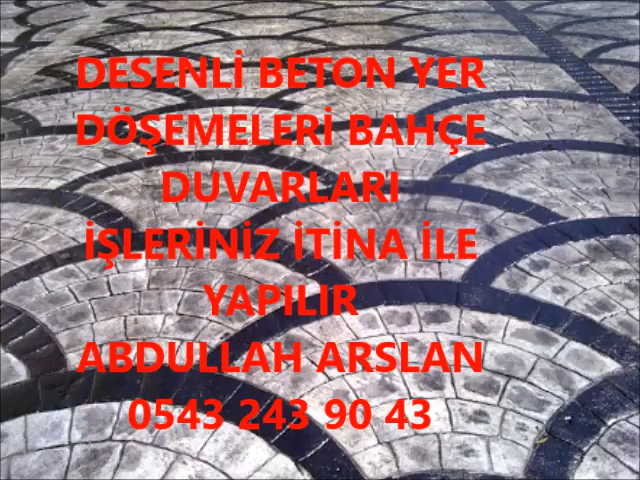 DESENLİ BETON YER
DÖŞEMELERİ BAHÇE
DUVARLARI
İŞLERİNİZ İTİNA İLE
YAPILIR
ABDULLAH ARSLAN
0543 243 90 43